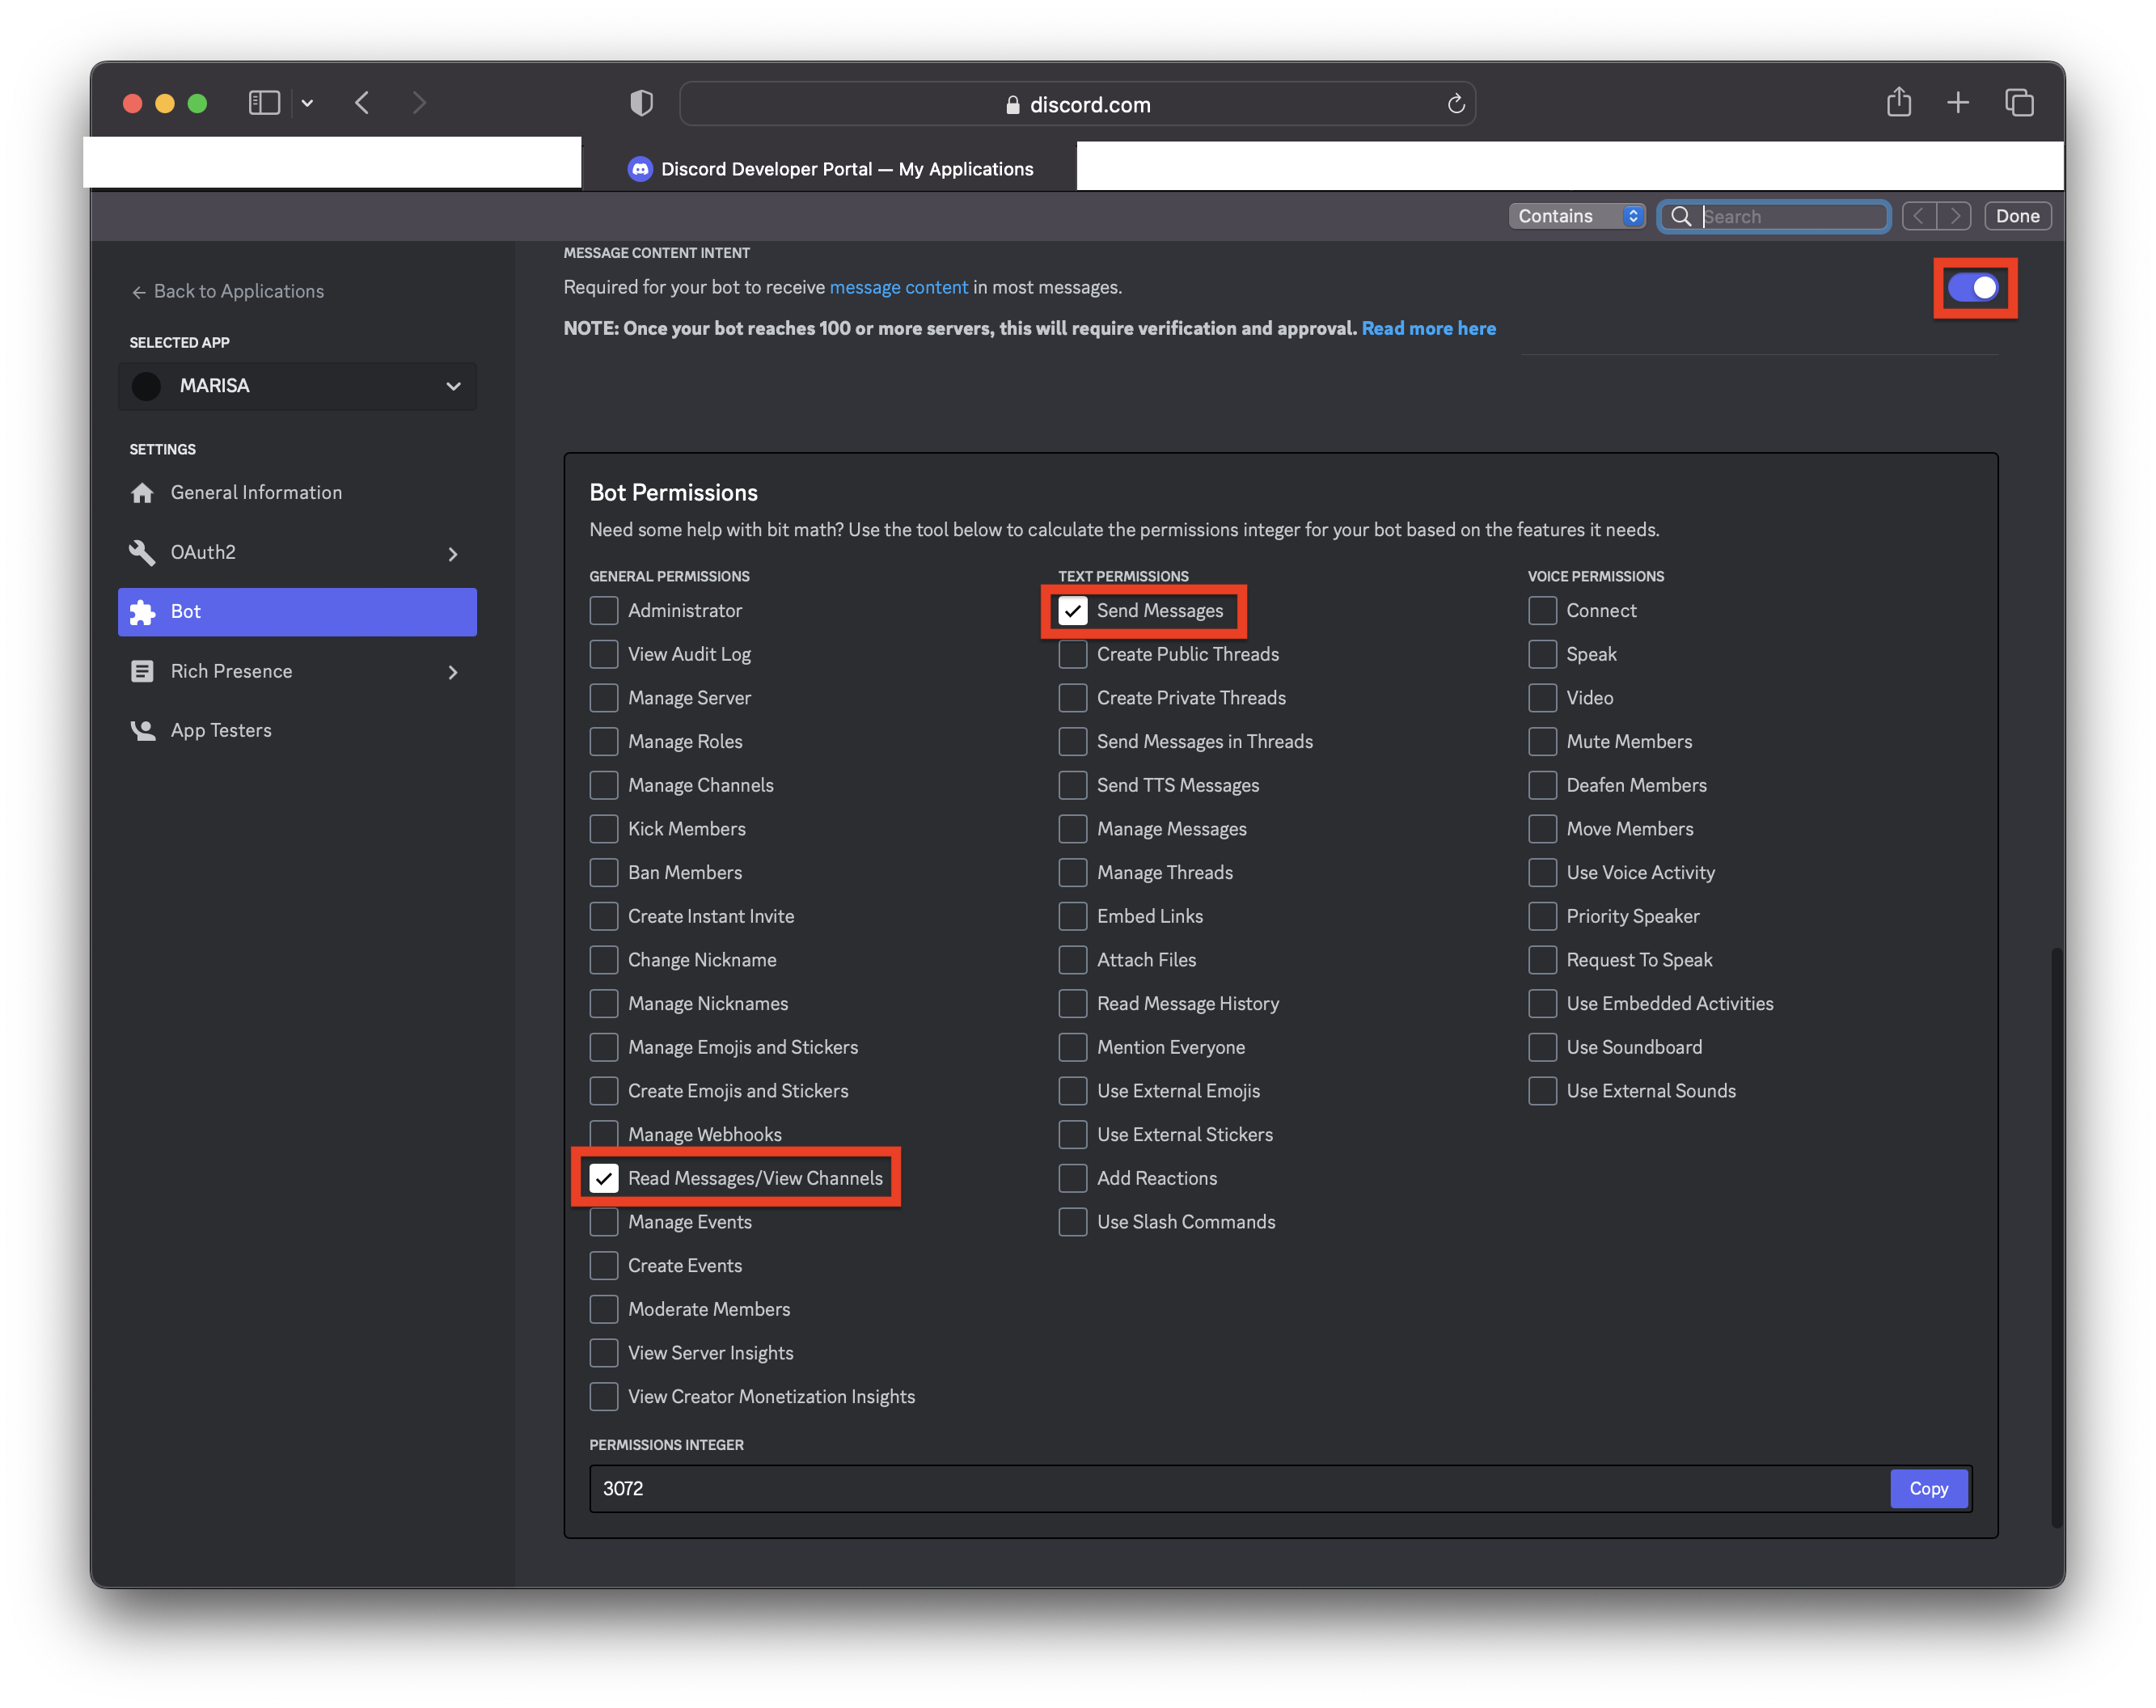 discord.com
Discord Developer Portal — My Applications
Contains
Search
Done
← Back to Applications
SELECTED APP
MARISA
SETTINGS
General Information
OAuth2
Bot
Rich Presence
App Testers
MESSAGE CONTENT INTENT
Required for your bot to receive message content in most messages.
NOTE: Once your bot reaches 100 or more servers, this will require verification and approval. Read more here
Bot Permissions
Need some help with bit math? Use the tool below to calculate the permissions integer for your bot based on the features it needs.
GENERAL PERMISSIONS
Administrator
View Audit Log
Manage Server
Manage Roles
Manage Channels
Kick Members
Ban Members
Create Instant Invite
Change Nickname
Manage Nicknames
Manage Emojis and Stickers
Create Emojis and Stickers
Manage Webhooks
Read Messages/View Channels
Manage Events
Create Events
Moderate Members
View Server Insights
View Creator Monetization Insights
TEXT PERMISSIONS
Send Messages
Create Public Threads
Create Private Threads
Send Messages in Threads
Send TTS Messages
Manage Messages
Manage Threads
Embed Links
Attach Files
Read Message History
Mention Everyone
Use External Emojis
Use External Stickers
Add Reactions
Use Slash Commands
VOICE PERMISSIONS
Connect
Speak
Video
Mute Members
Deafen Members
Move Members
Use Voice Activity
Priority Speaker
Request To Speak
Use Embedded Activities
Use Soundboard
Use External Sounds
PERMISSIONS INTEGER
3072
Copy